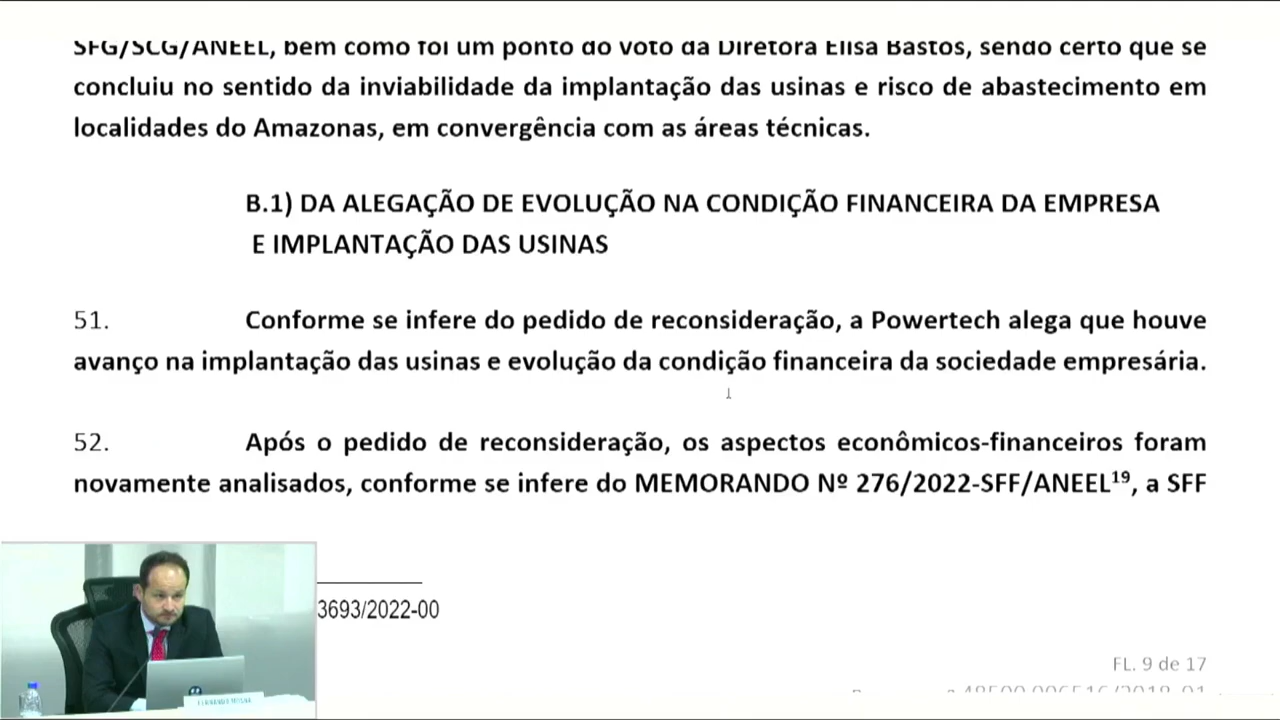 SFG/SCG/ANEEL, bem como foi um ponto do voto da Diretora Elisa Bastos, sendo certo que se
concluiu no sentido da inviabilidade da implantação das usinas e risco de abastecimento em
localidades do Amazonas, em convergência com as áreas técnicas.
B.1) DA ALEGAÇÃO DE EVOLUÇÃO NA CONDIÇÃO FINANCEIRA DA EMPRESA
E IMPLANTAÇÃO DAS USINAS
51. Conforme se infere do pedido de reconsideração, a Powertech alega que houve
avanço na implantação das usinas e evolução da condição financeira da sociedade empresária.
52. Após o pedido de reconsideração, os aspectos econômicos-financeiros foram
novamente analisados, conforme se infere do MEMORANDO Nº 276/2022-SFF/ANEEL¹⁹, a SFF
3693/2022-00
FL. 9 de 17
48500.006516/2018-01